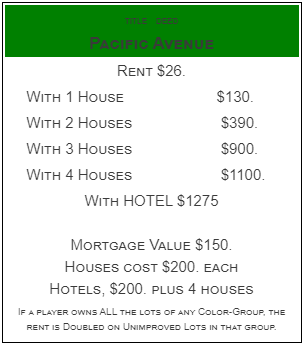 Title Deed
Pacific Avenue
Rent $26.
With 1 House $130.
With 2 Houses $390.
With 3 Houses $900.
With 4 Houses $1100.
With HOTEL $1275
Mortgage Value $150.
Houses cost $200. each
Hotels, $200. plus 4 houses
If a player owns ALL the lots of any Color-Group, the
rent is Doubled on Unimproved Lots in that group.